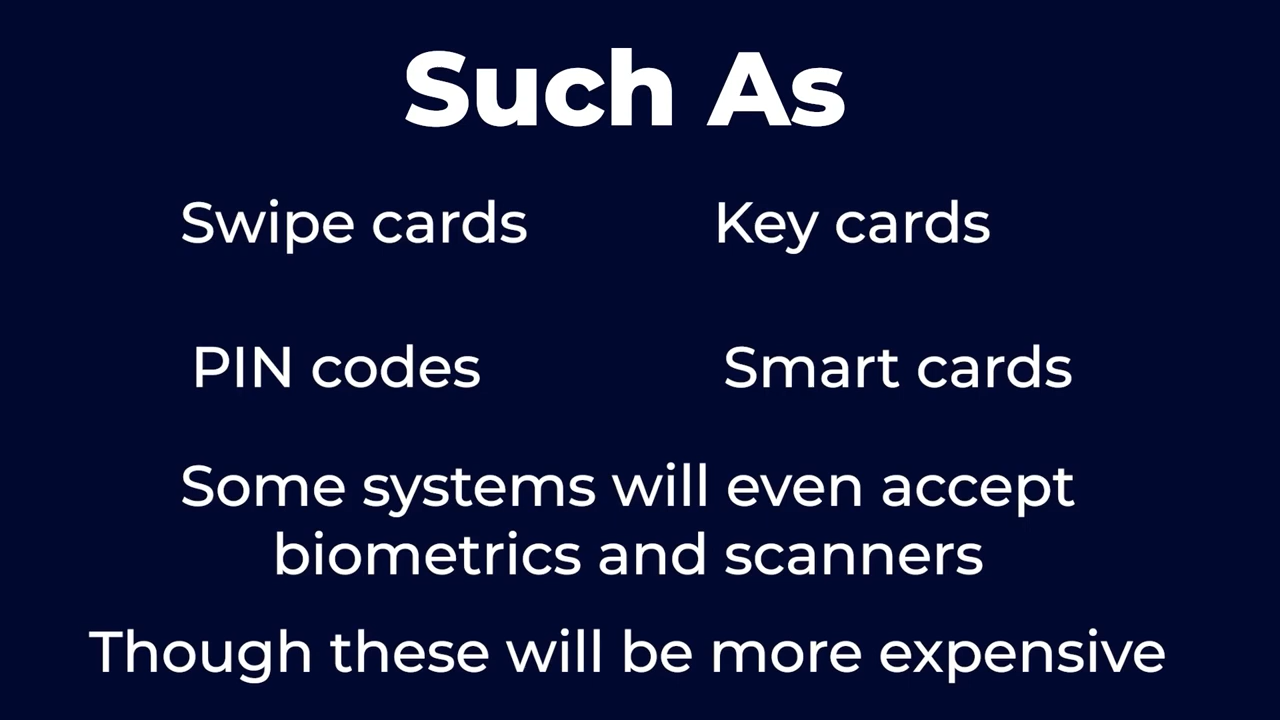 Such As
Swipe cards
Key cards
PIN codes
Smart cards
Some systems will even accept
biometrics and scanners
Though these will be more expensive